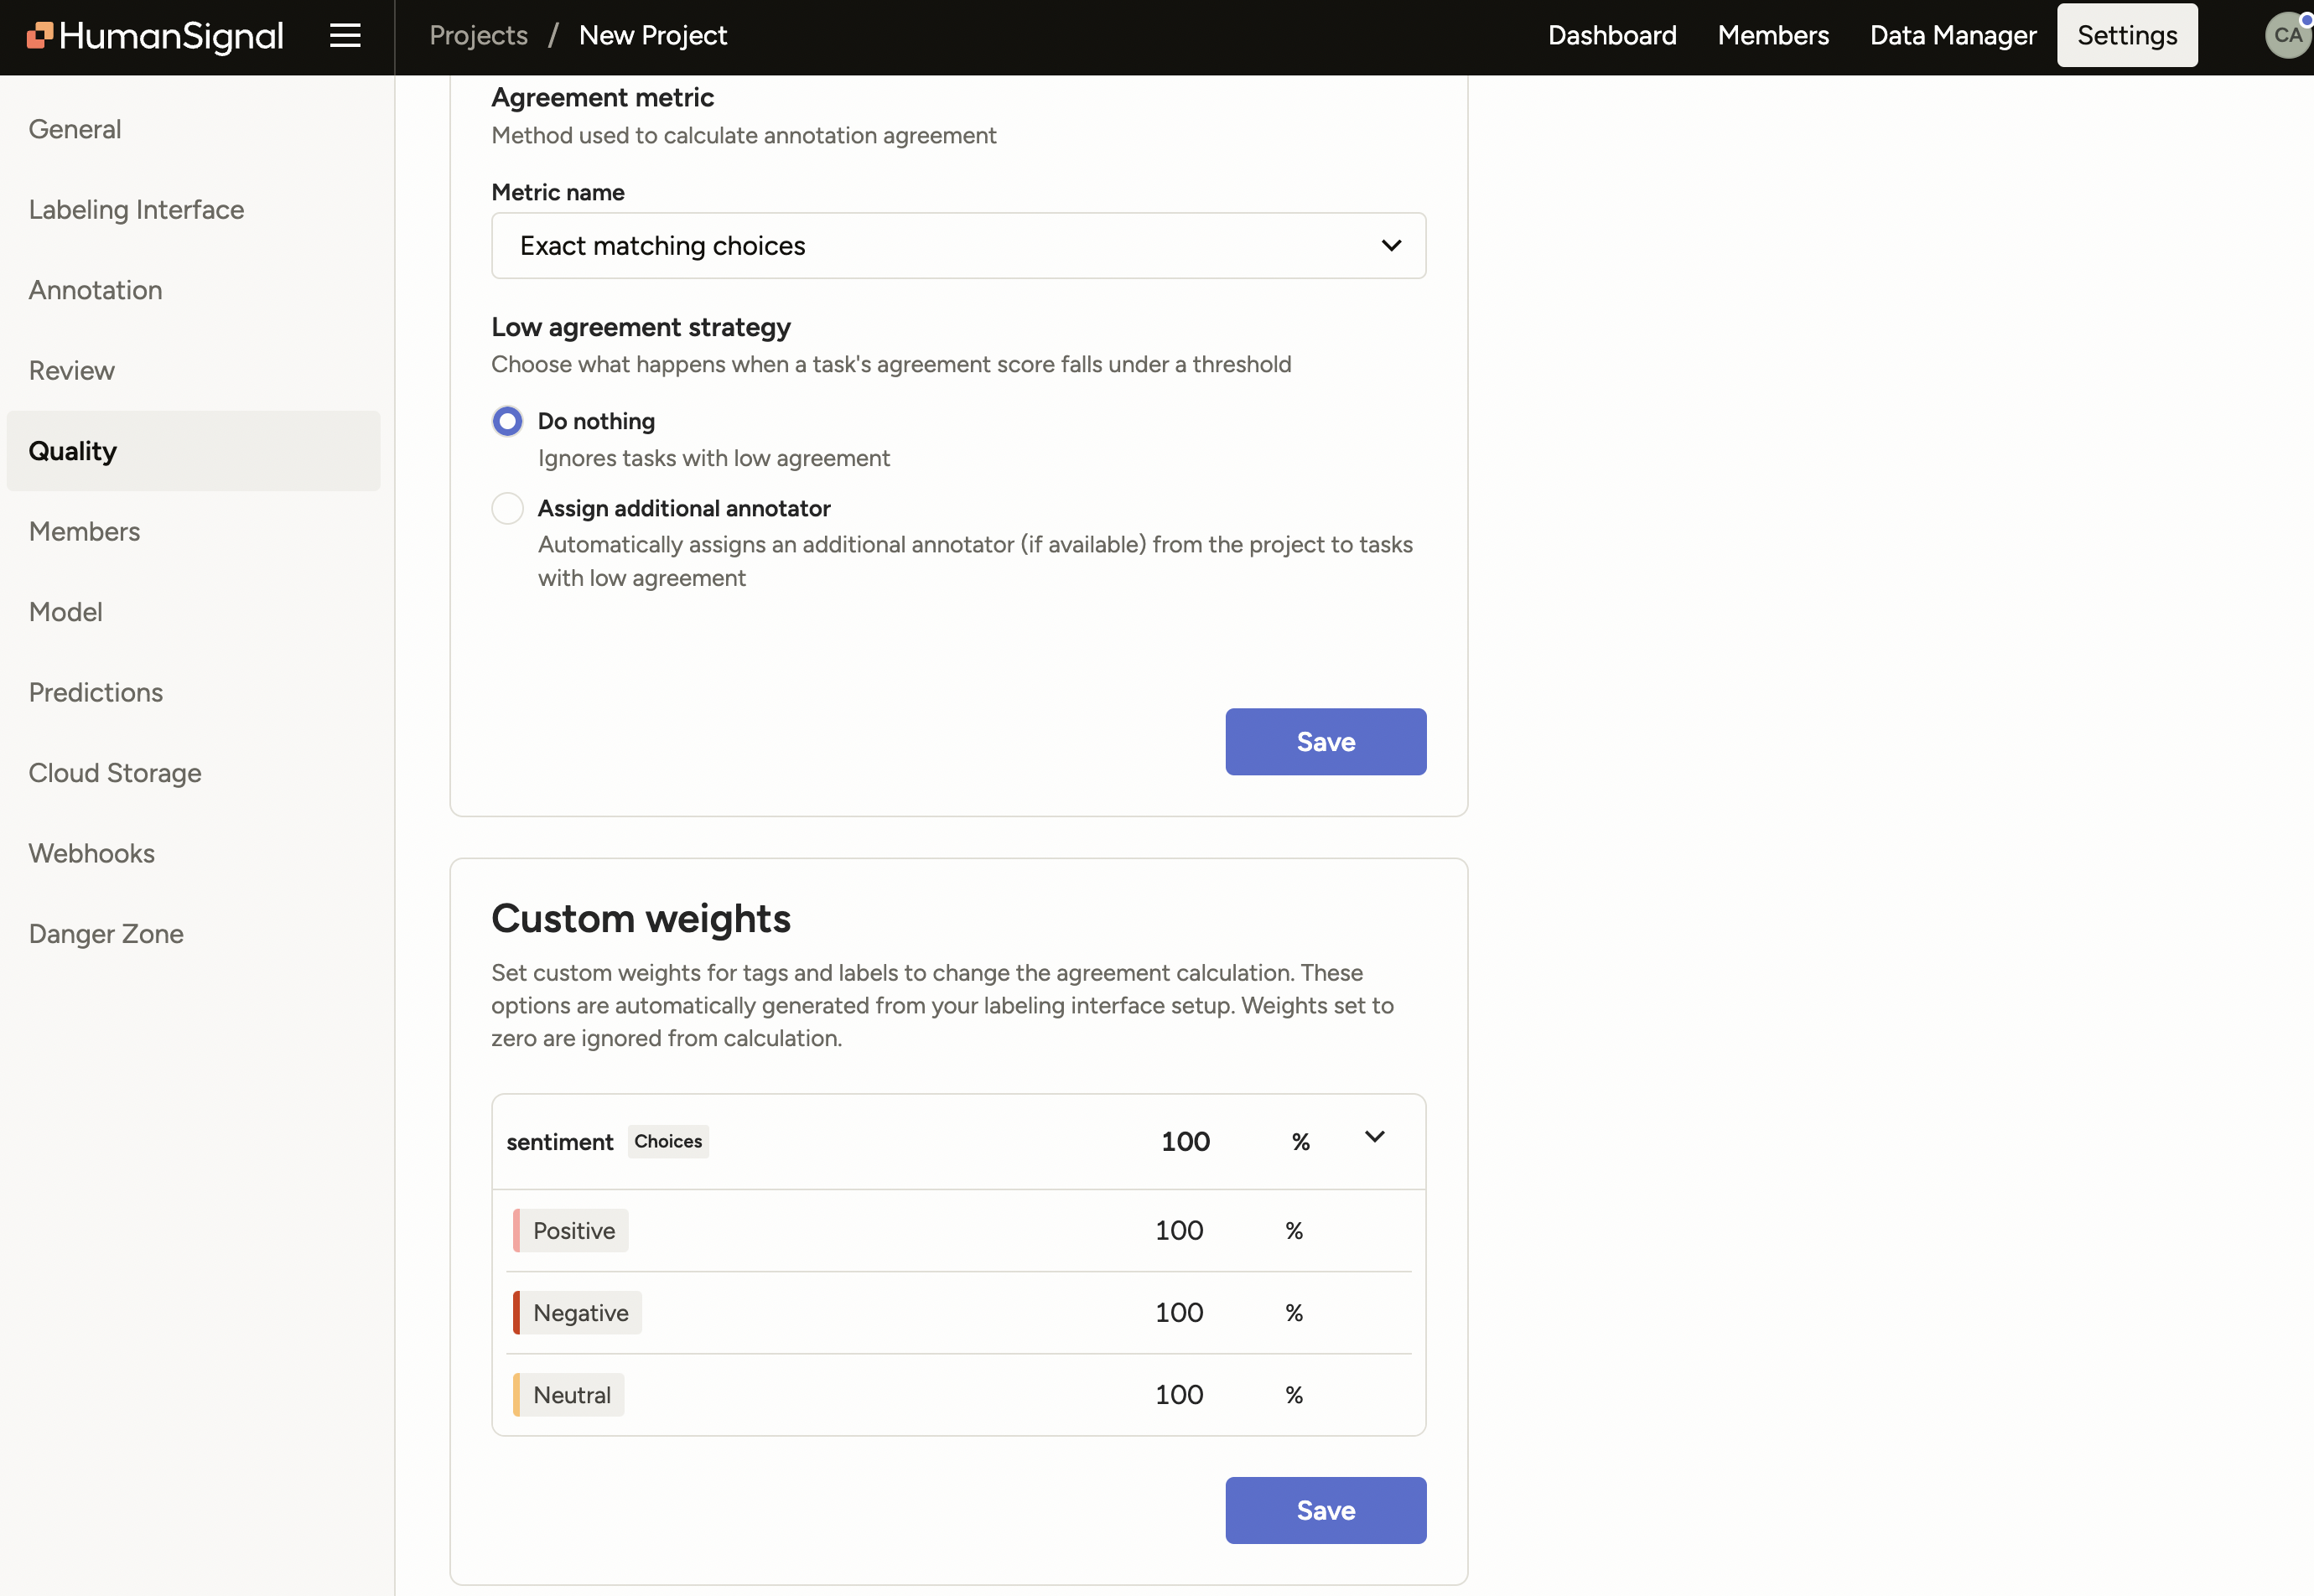 HumanSignal
Projects / New Project
Dashboard
Members
Data Manager
Settings
CA
General
Labeling Interface
Annotation
Review
Quality
Members
Model
Predictions
Cloud Storage
Webhooks
Danger Zone
Agreement metric
Method used to calculate annotation agreement
Metric name
Exact matching choices
Low agreement strategy
Choose what happens when a task's agreement score falls under a threshold
Do nothing
Ignores tasks with low agreement
Assign additional annotator
Automatically assigns an additional annotator (if available) from the project to tasks
with low agreement
Save
Custom weights
Set custom weights for tags and labels to change the agreement calculation. These
options are automatically generated from your labeling interface setup. Weights set to
zero are ignored from calculation.
sentiment Choices 100 %
Positive 100 %
Negative 100 %
Neutral 100 %
Save